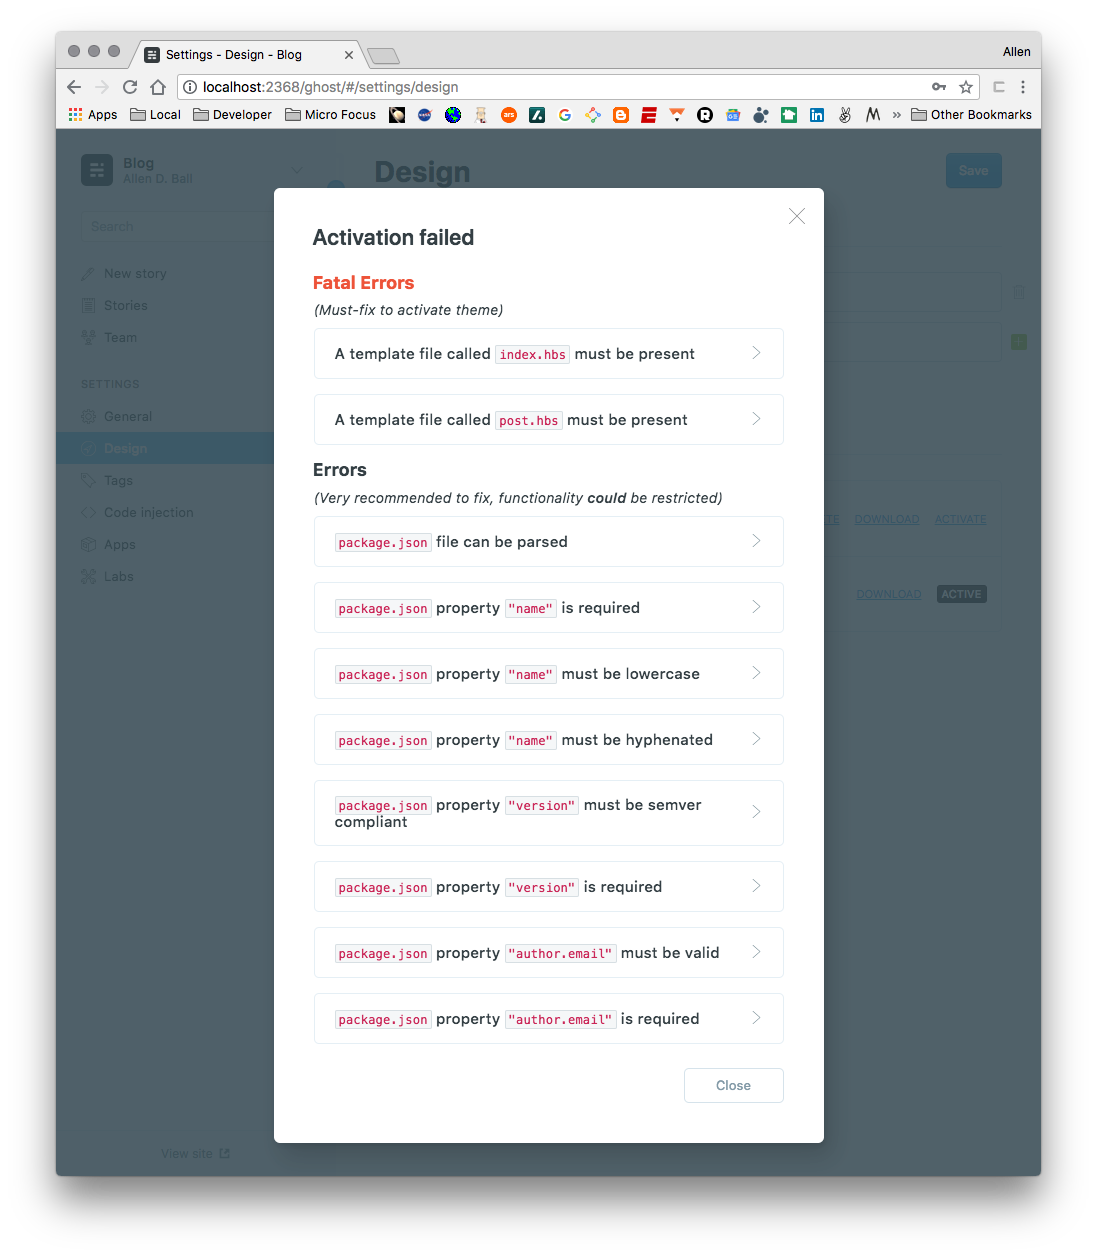 Settings - Design - Blog
Allen
localhost:2368/ghost/#/settings/design
Apps Local Developer Micro Focus ars Other Bookmarks
Blog
Allen D. Ball
Design
Save
Search
New story
Stories
Team
SETTINGS
General
Design
Tags
Code injection
Apps
Labs
View site
DOWNLOAD ACTIVATE
DOWNLOAD ACTIVE
Activation failed
Fatal Errors
(Must-fix to activate theme)
A template file called index.hbs must be present
A template file called post.hbs must be present
Errors
(Very recommended to fix, functionality could be restricted)
package.json file can be parsed
package.json property "name" is required
package.json property "name" must be lowercase
package.json property "name" must be hyphenated
package.json property "version" must be semver
compliant
package.json property "version" is required
package.json property "author.email" must be valid
package.json property "author.email" is required
Close